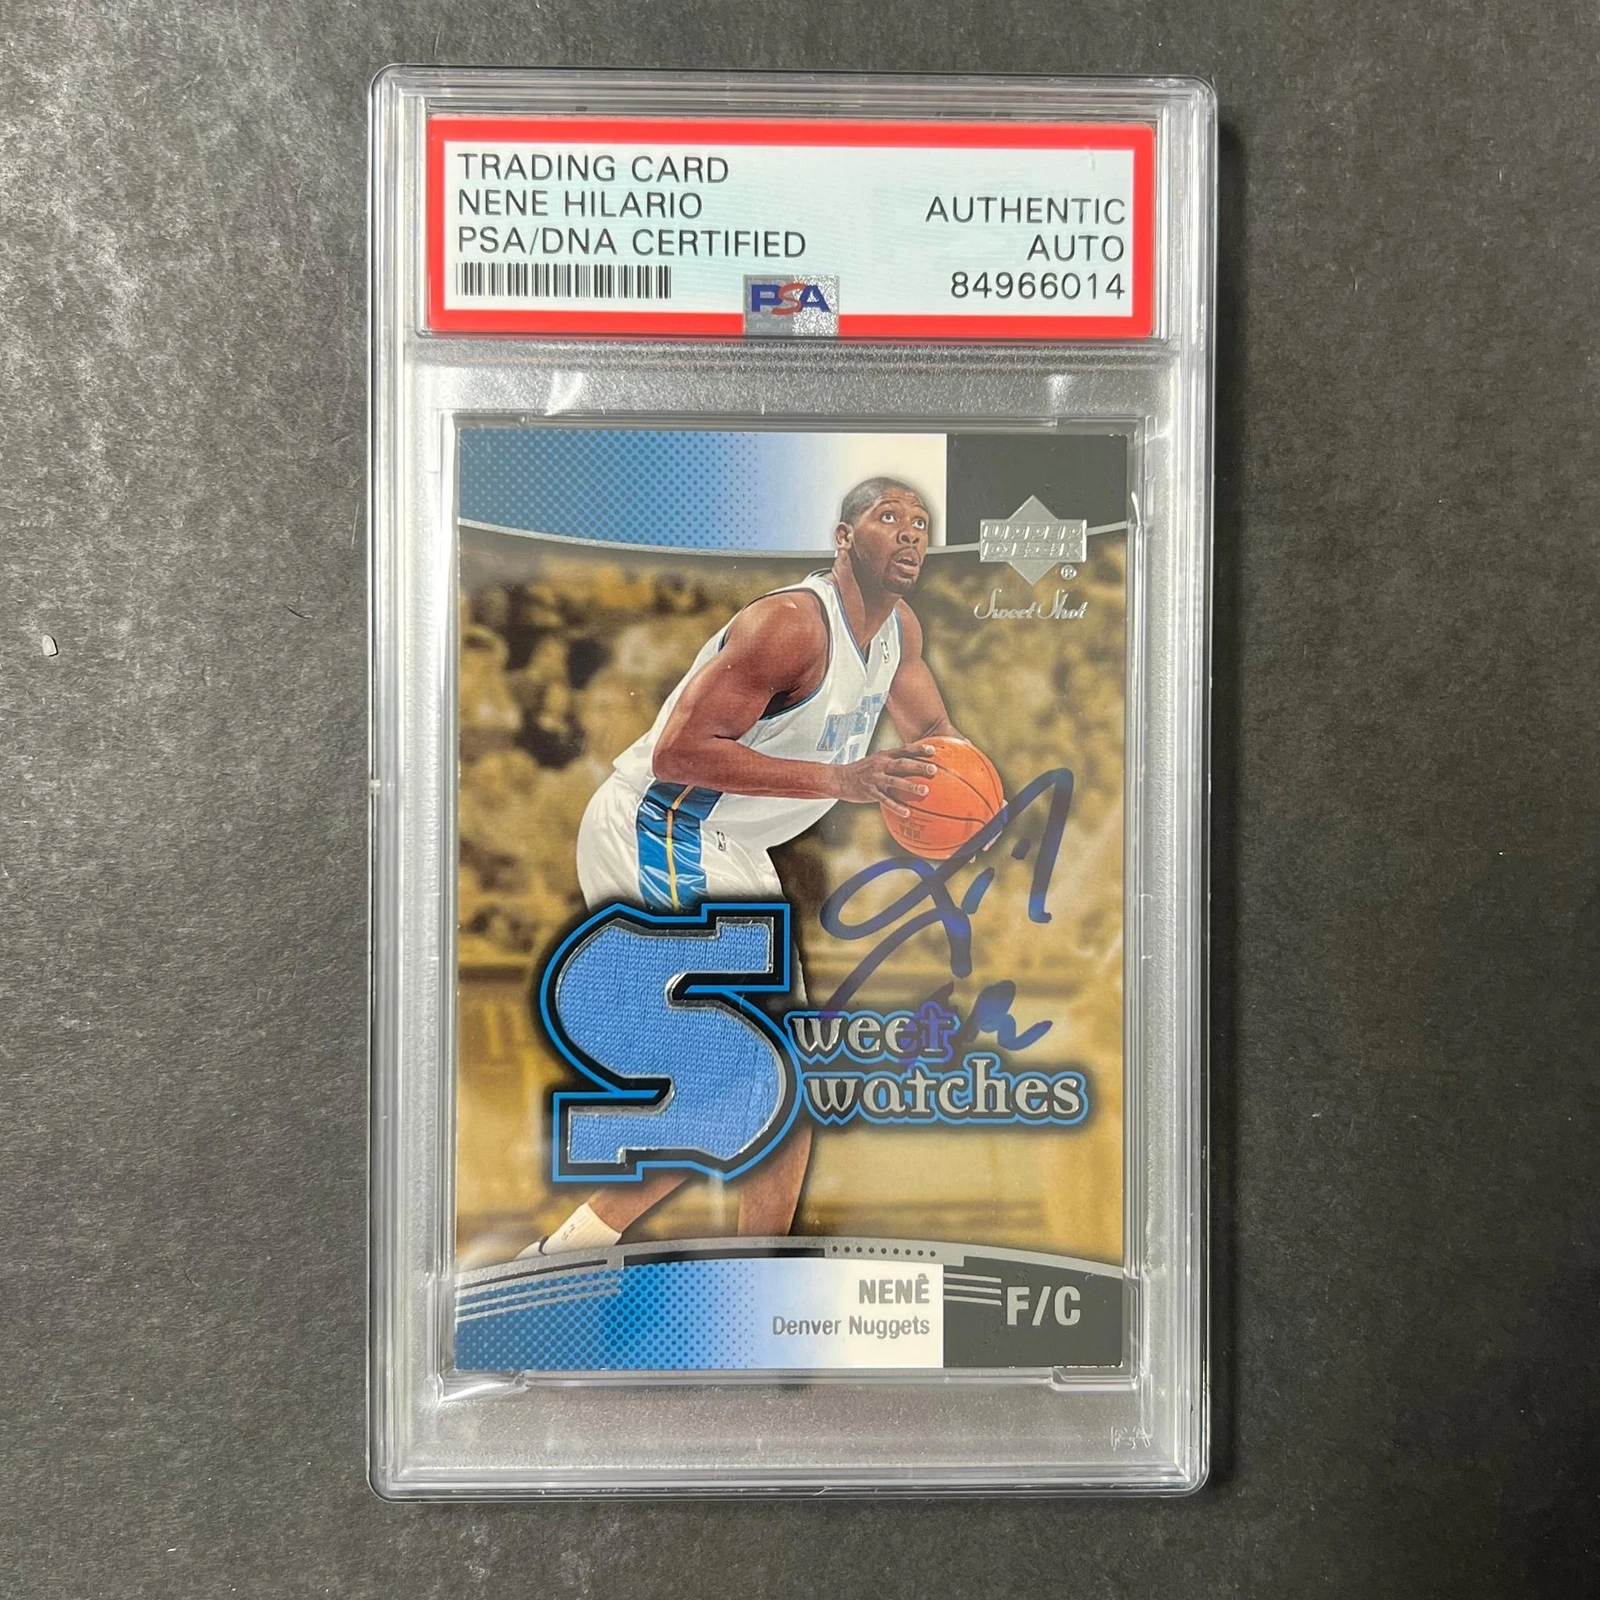 TRADING CARD
NENE HILARIO
PSA/DNA CERTIFIED
AUTHENTIC
AUTO
84966014
PSA
UPPER
DECK
®
Sweet Shot
Sweet
Swatches
NENÊ
Denver Nuggets
F/C